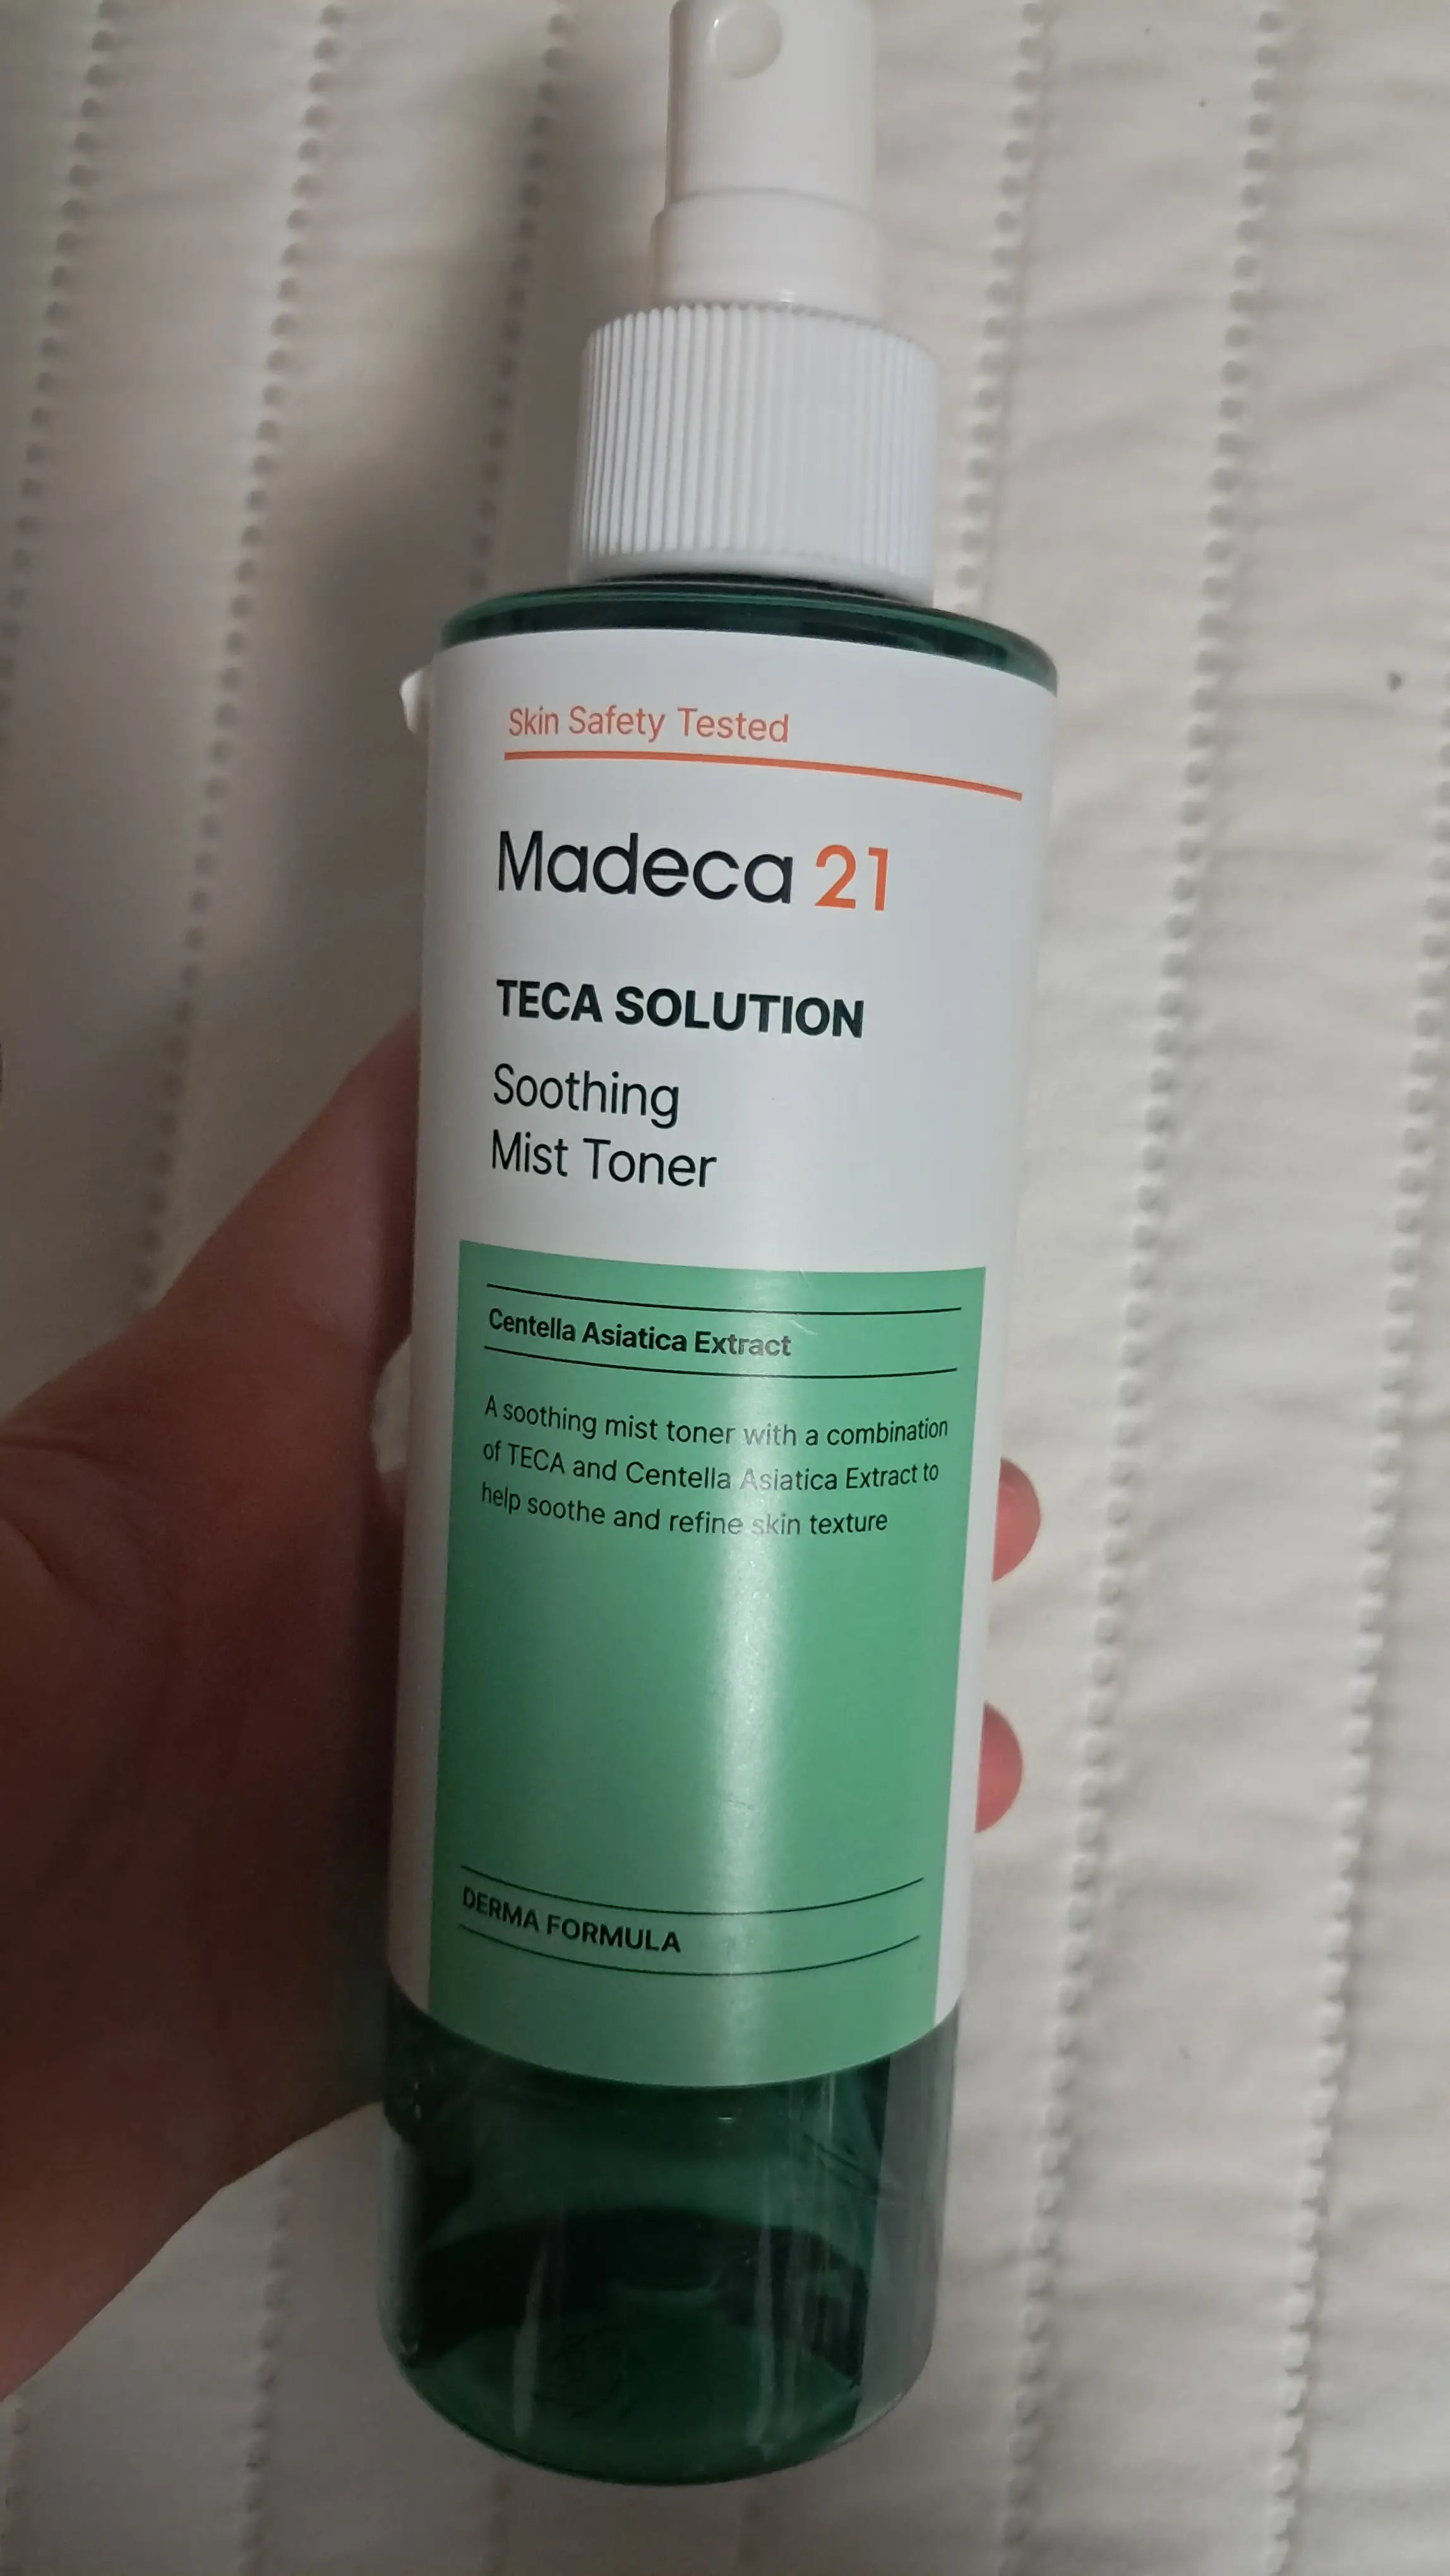 Skin Safety Tested
Madeca 21
TECA SOLUTION
Soothing
Mist Toner
Centella Asiatica Extract
A soothing mist toner with a combination
of TECA and Centella Asiatica Extract to
help soothe and refine skin texture
DERMA FORMULA